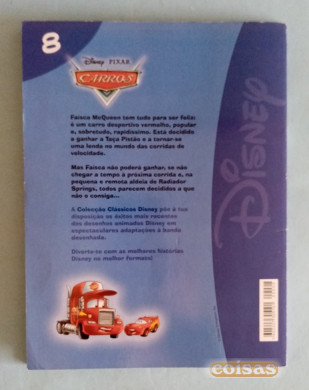 8
Disney PIXAR
CARROS
Faísca McQueen tem tudo para ser feliz:
é um carro desportivo vermelho, popular
e, sobretudo, rapidíssimo. Está decidido
a ganhar a Taça Pistão e a tornar-se
uma lenda no mundo das corridas de
velocidade.
Mas Faísca não poderá ganhar, se não
chegar a tempo à próxima corrida e, na
pequena e remota aldeia de Radiador
Springs, todos parecem decididos a que
não o consiga...
A Colecção Clássicos Disney põe à tua
disposição os êxitos mais recentes
dos desenhos animados Disney em
espectaculares adaptações à banda
desenhada.
Diverte-te com as melhores histórias
Disney no melhor formato!
DISNEY
coisas